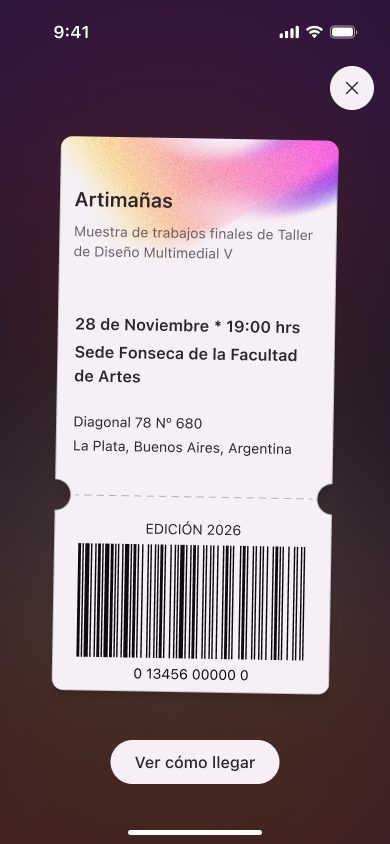 9:41
Artimañas
Muestra de trabajos finales de Taller
de Diseño Multimedial V
28 de Noviembre * 19:00 hrs
Sede Fonseca de la Facultad
de Artes
Diagonal 78 Nº 680
La Plata, Buenos Aires, Argentina
EDICIÓN 2026
0 13456 00000 0
Ver cómo llegar